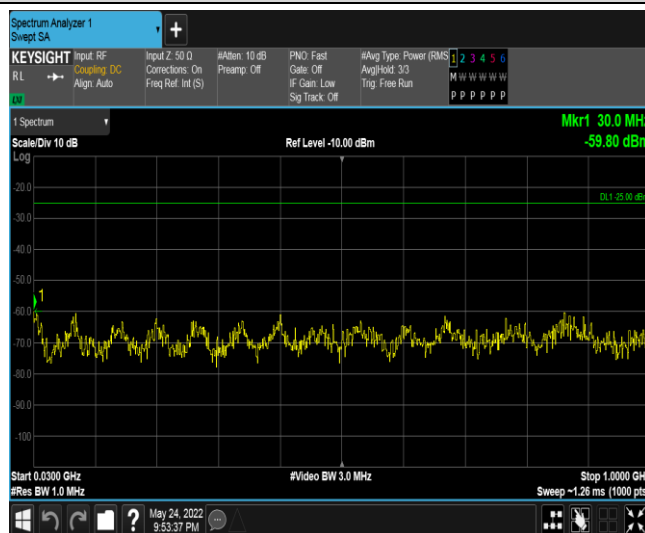 Spectrum Analyzer 1
Swept SA
+
KEYSIGHT Input: RF Input Z: 50 Ω #Atten: 10 dB PNO: Fast #Avg Type: Power (RMS 1 2 3 4 5 6
RL Coupling: DC Corrections: On Preamp: Off Gate: Off Avg|Hold: 3/3 M W W W W W
Align: Auto Freq Ref: Int (S) IF Gain: Low Trig: Free Run
LXI Sig Track: Off P P P P P P
1 Spectrum
Mkr1 30.0 MHz
Scale/Div 10 dB Ref Level -10.00 dBm -59.80 dBm
Log
-20.0
DL1 -25.00 dBm
-30.0
-40.0
-50.0
1
-60.0
-70.0
-80.0
-90.0
-100
Start 0.0300 GHz #Video BW 3.0 MHz Stop 1.0000 GHz
#Res BW 1.0 MHz Sweep ~1.26 ms (1000 pts
? May 24, 2022
9:53:37 PM